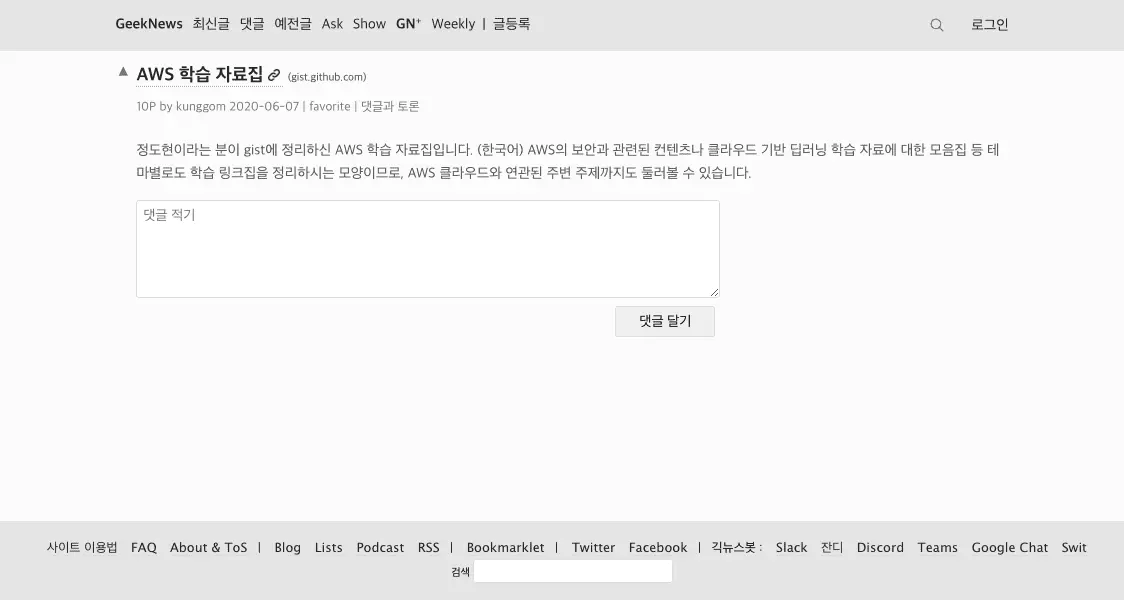 GeekNews 최신글 댓글 예전글 Ask Show GN⁺ Weekly | 글등록 로그인
▲ AWS 학습 자료집 (gist.github.com)
10P by kunggom 2020-06-07 | favorite | 댓글과 토론
정도현이라는 분이 gist에 정리하신 AWS 학습 자료집입니다. (한국어) AWS의 보안과 관련된 컨텐츠나 클라우드 기반 딥러닝 학습 자료에 대한 모음집 등 테
마별로도 학습 링크집을 정리하시는 모양이므로, AWS 클라우드와 연관된 주변 주제까지도 둘러볼 수 있습니다.
댓글 적기
댓글 달기
사이트 이용법 FAQ About & ToS | Blog Lists Podcast RSS | Bookmarklet | Twitter Facebook | 긱뉴스봇 : Slack 잔디 Discord Teams Google Chat Swit
검색